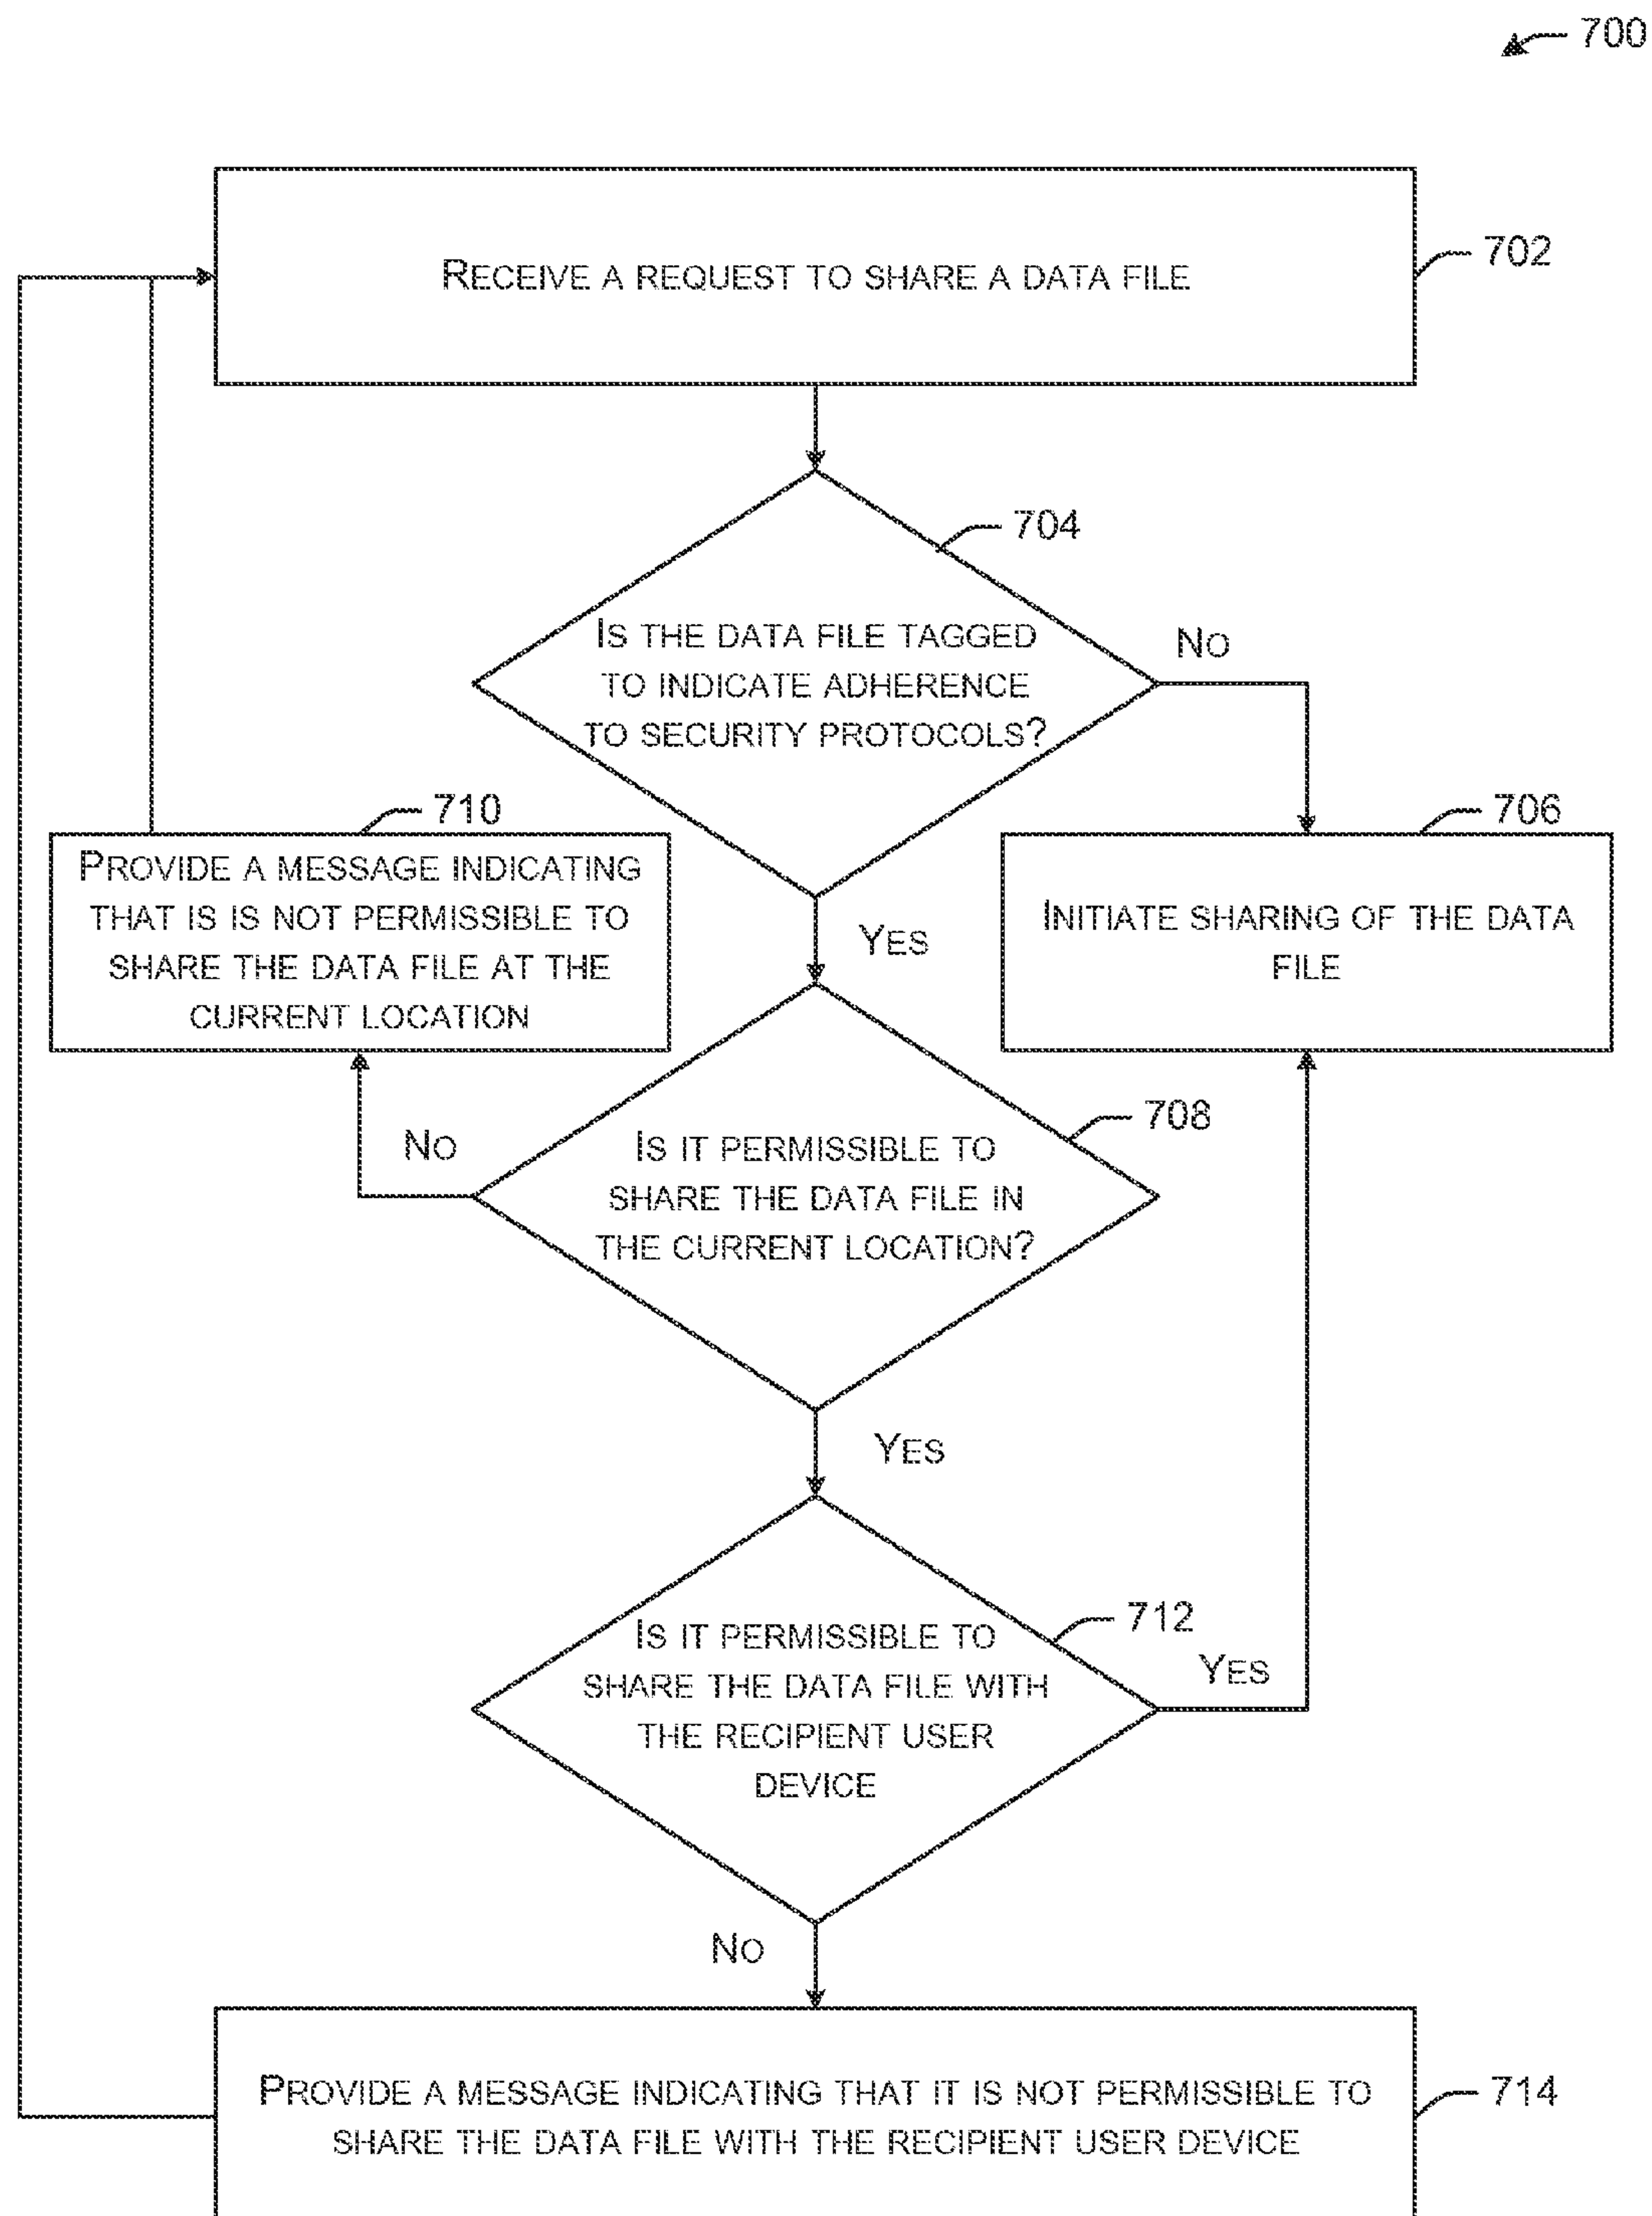 700
RECEIVE A REQUEST TO SHARE A DATA FILE
702
704
IS THE DATA FILE TAGGED
TO INDICATE ADHERENCE
TO SECURITY PROTOCOLS?
NO
YES
710
PROVIDE A MESSAGE INDICATING
THAT IS IS NOT PERMISSIBLE TO
SHARE THE DATA FILE AT THE
CURRENT LOCATION
706
INITIATE SHARING OF THE DATA
FILE
708
IS IT PERMISSIBLE TO
SHARE THE DATA FILE IN
THE CURRENT LOCATION?
NO
YES
712
IS IT PERMISSIBLE TO
SHARE THE DATA FILE WITH
THE RECIPIENT USER
DEVICE
YES
NO
PROVIDE A MESSAGE INDICATING THAT IT IS NOT PERMISSIBLE TO
SHARE THE DATA FILE WITH THE RECIPIENT USER DEVICE
714